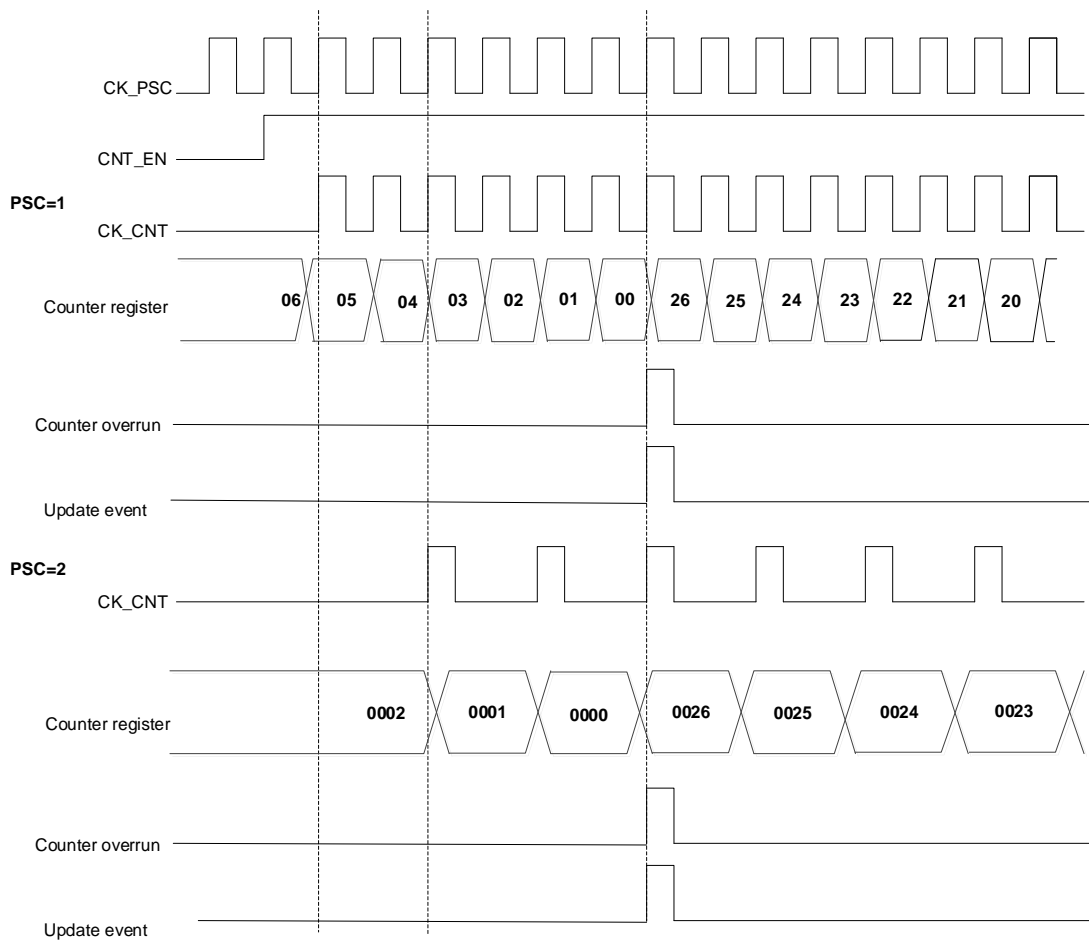 CK_PSC
CNT_EN
PSC=1
CK_CNT
Counter register 06 05 04 03 02 01 00 26 25 24 23 22 21 20
Counter overrun
Update event
PSC=2
CK_CNT
Counter register 0002 0001 0000 0026 0025 0024 0023
Counter overrun
Update event